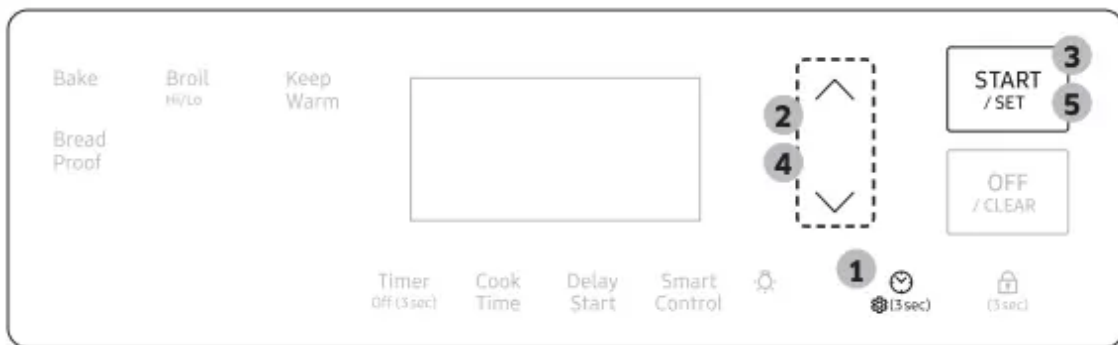 Bake
Broil
Hi/Lo
Keep
Warm
Bread
Proof
2
4
3
START
/ SET
5
OFF
/ CLEAR
1
Timer
Off (3 sec)
Cook
Time
Delay
Start
Smart
Control
(3 sec)
(3 sec)